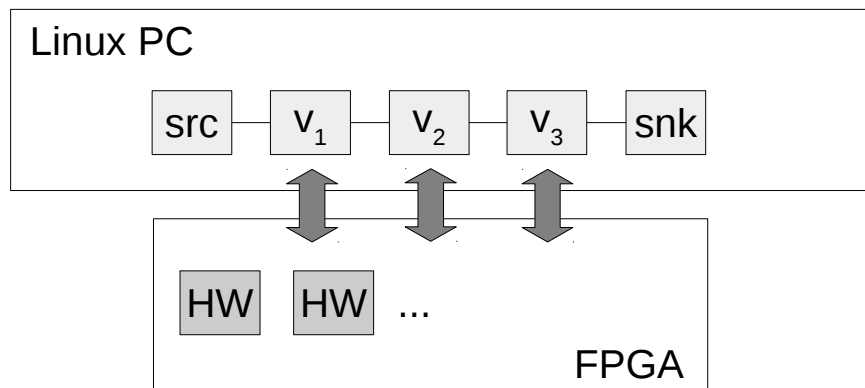 Linux PC
src v₁ v₂ v₃ snk
HW HW ...
FPGA